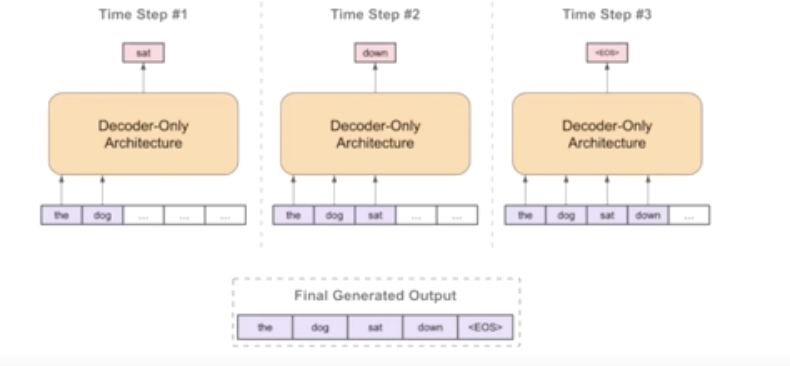 Time Step #1 Time Step #2 Time Step #3
sat down <EOS>
Decoder-Only Decoder-Only Decoder-Only
Architecture Architecture Architecture
the dog ... ... ... the dog sat ... ... the dog sat down ...
Final Generated Output
the dog sat down <EOS>